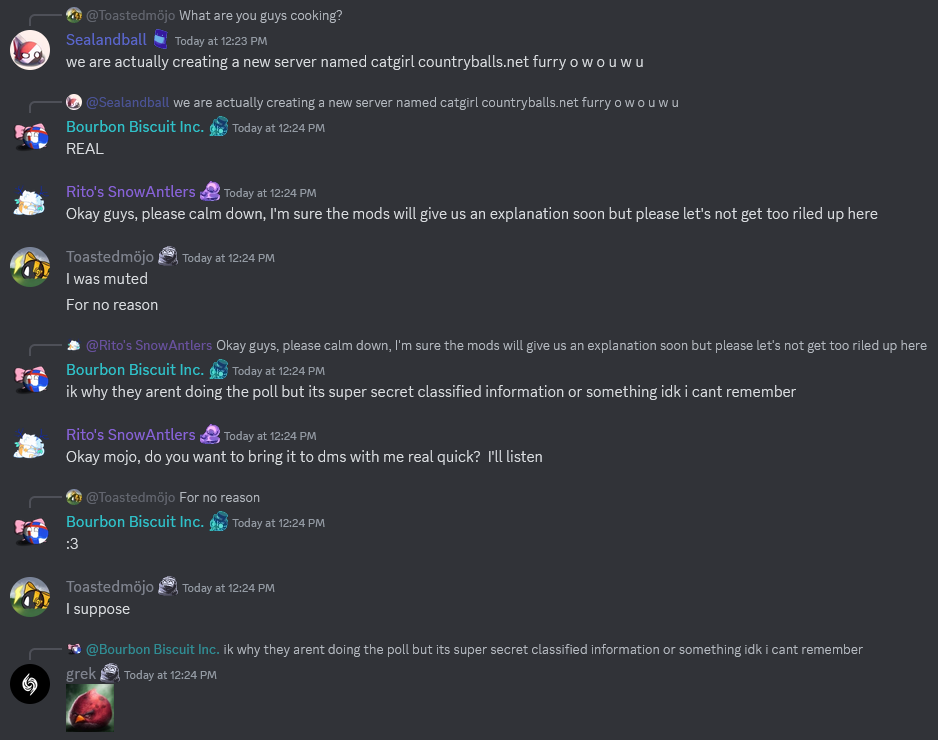 @Toastedmöjo What are you guys cooking?
Sealandball Today at 12:23 PM
we are actually creating a new server named catgirl countryballs.net furry o w o u w u
@Sealandball we are actually creating a new server named catgirl countryballs.net furry o w o u w u
Bourbon Biscuit Inc. Today at 12:24 PM
REAL
Rito's SnowAntlers Today at 12:24 PM
Okay guys, please calm down, I'm sure the mods will give us an explanation soon but please let's not get too riled up here
Toastedmöjo Today at 12:24 PM
I was muted
For no reason
@Rito's SnowAntlers Okay guys, please calm down, I'm sure the mods will give us an explanation soon but please let's not get too riled up here
Bourbon Biscuit Inc. Today at 12:24 PM
ik why they arent doing the poll but its super secret classified information or something idk i cant remember
Rito's SnowAntlers Today at 12:24 PM
Okay mojo, do you want to bring it to dms with me real quick? I'll listen
@Toastedmöjo For no reason
Bourbon Biscuit Inc. Today at 12:24 PM
:3
Toastedmöjo Today at 12:24 PM
I suppose
@Bourbon Biscuit Inc. ik why they arent doing the poll but its super secret classified information or something idk i cant remember
grek Today at 12:24 PM